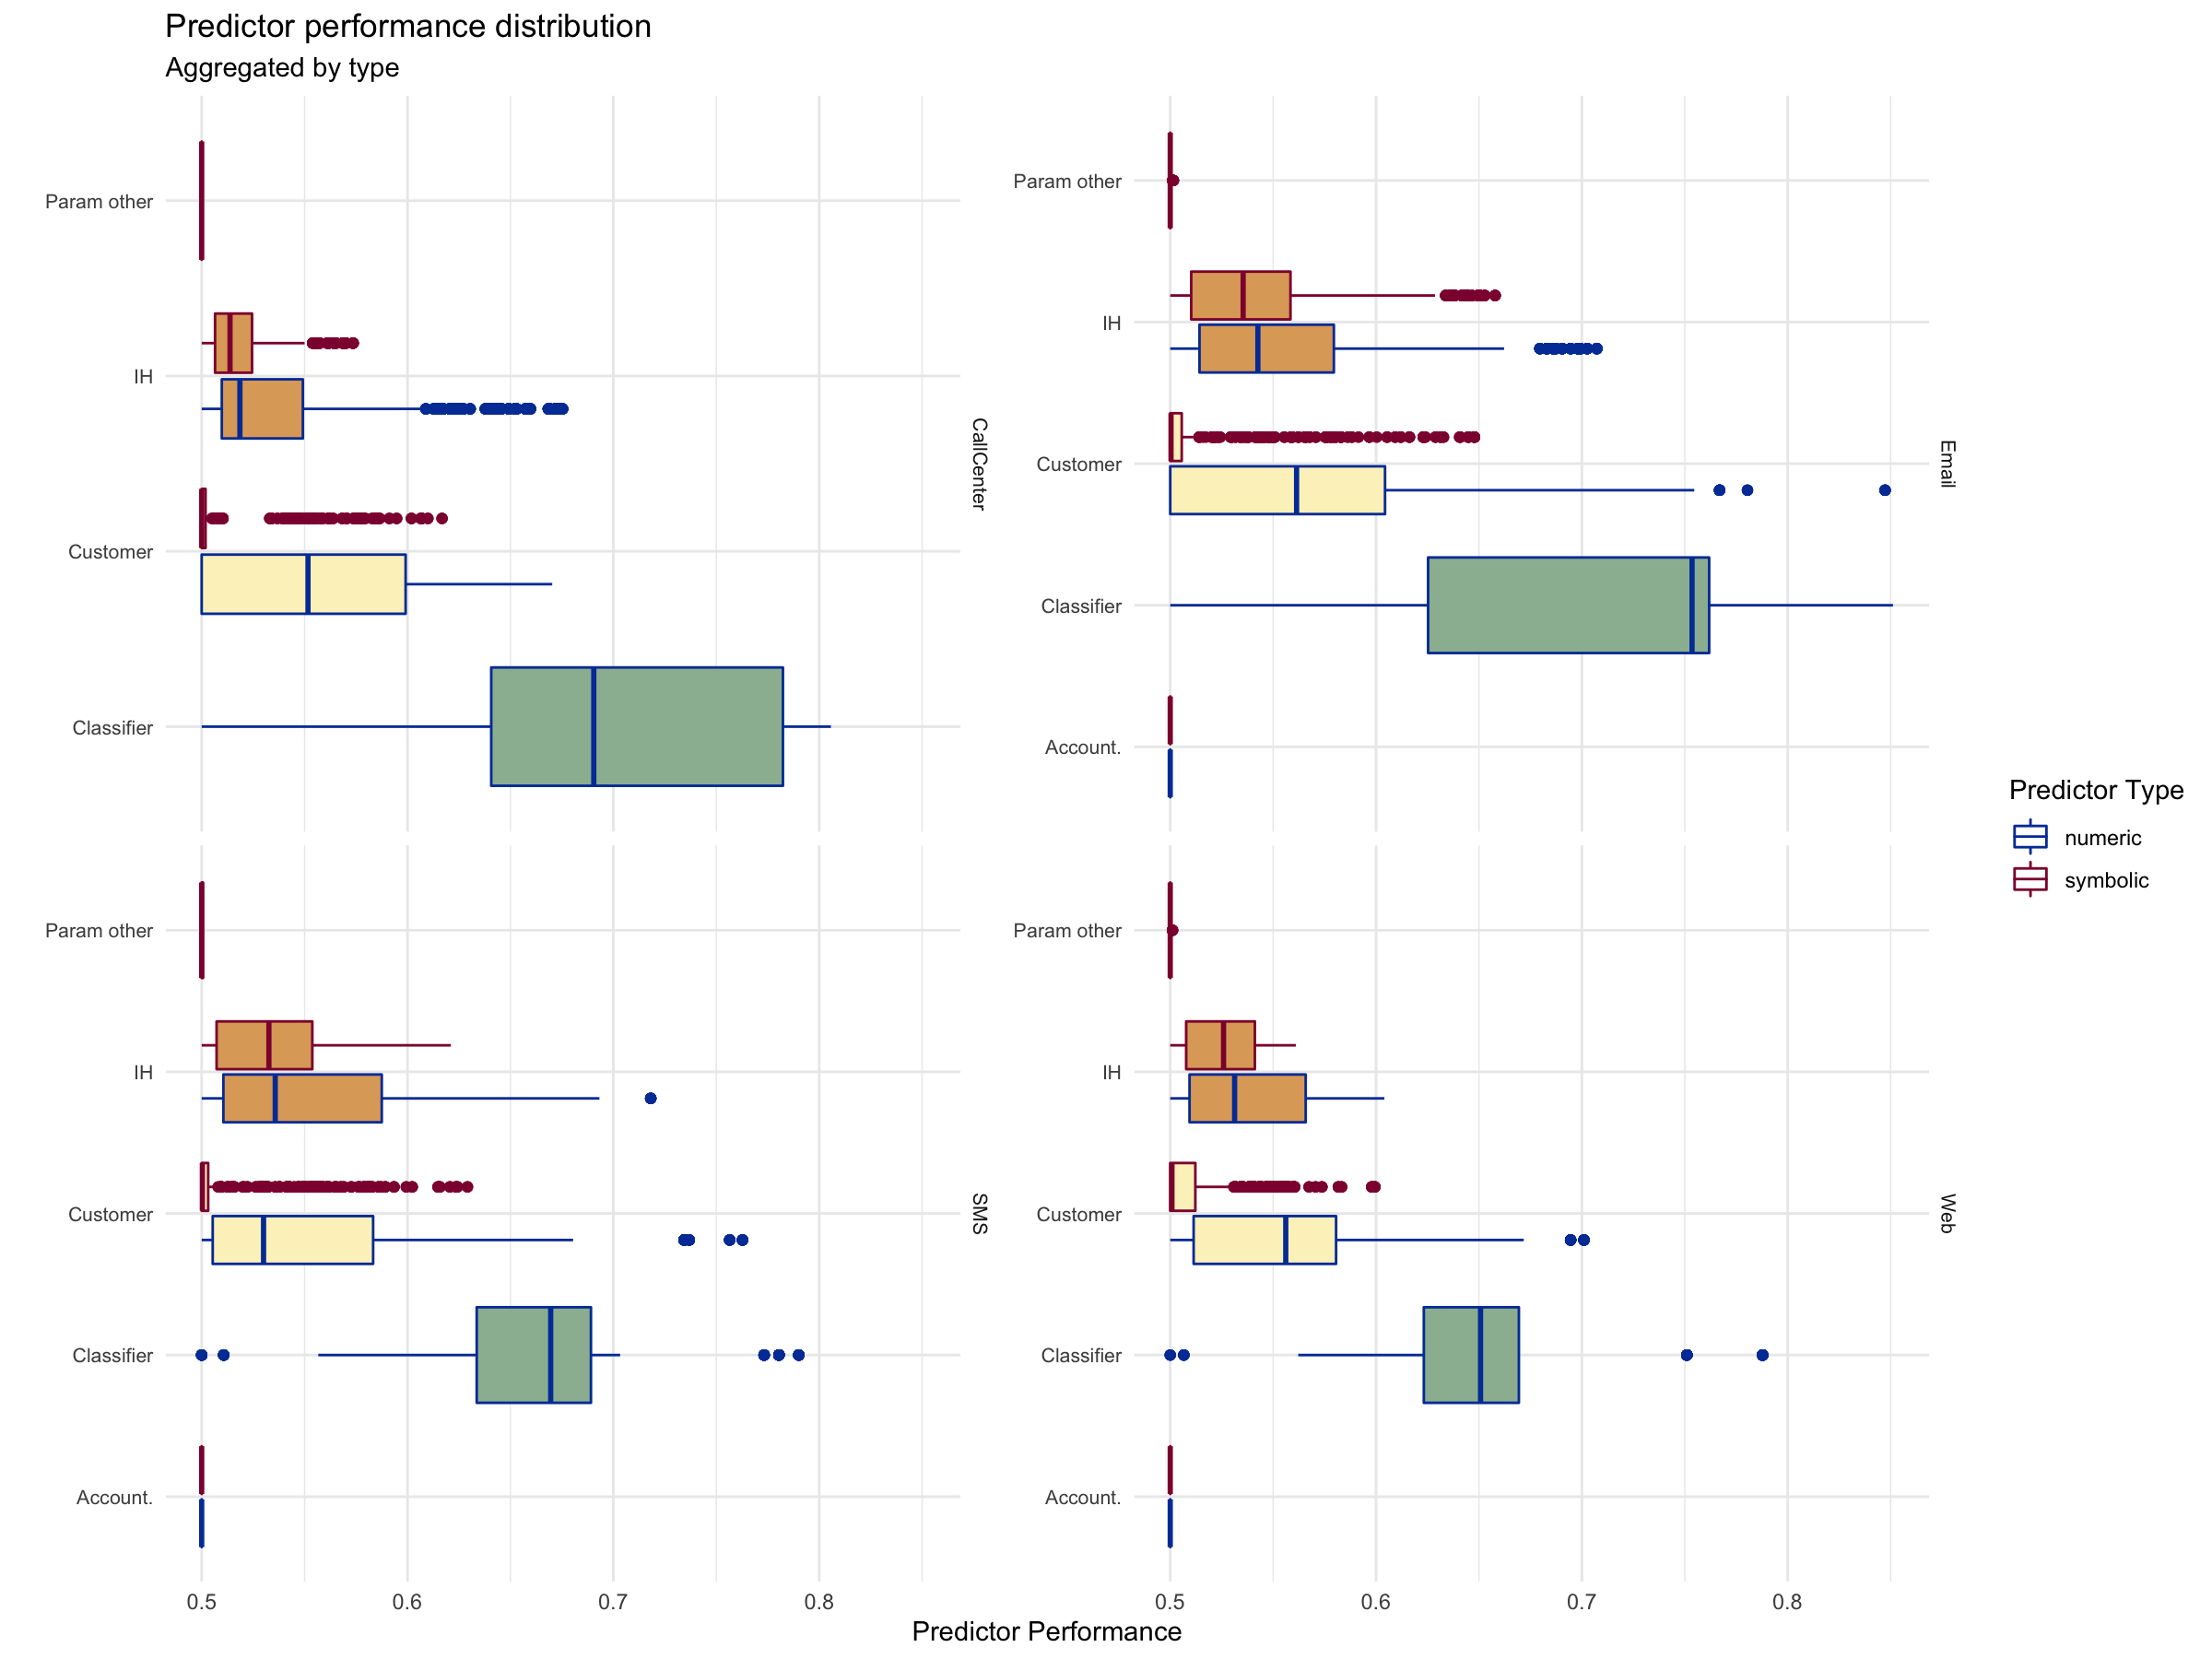 Predictor performance distribution
Aggregated by type
Param other
IH
Customer
Classifier
CallCenter
Param other
IH
Customer
Classifier
Account.
Email
Param other
IH
Customer
Classifier
Account.
SMS
Param other
IH
Customer
Classifier
Account.
Web
0.5 0.6 0.7 0.8
0.5 0.6 0.7 0.8
Predictor Performance
Predictor Type
numeric
symbolic